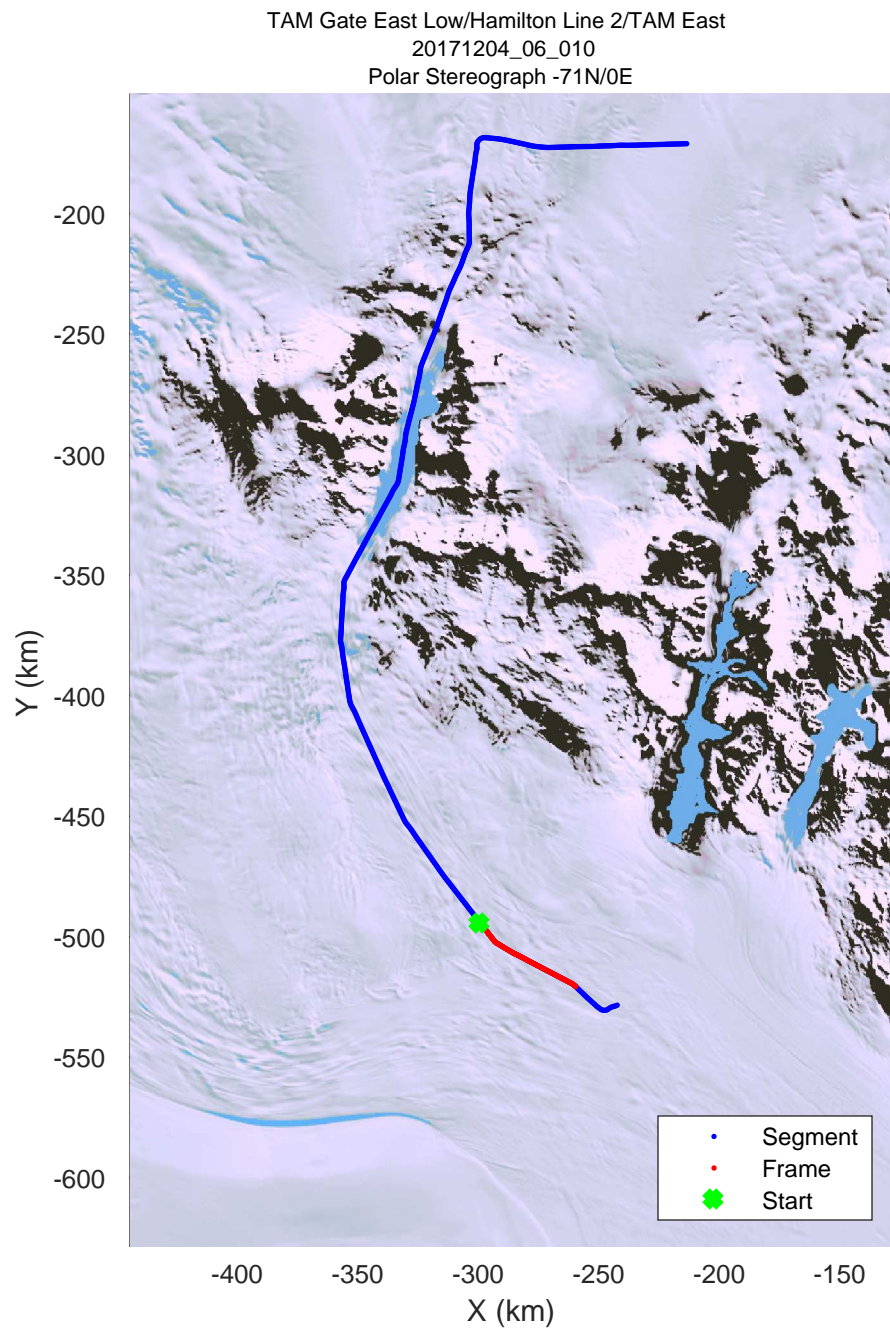 TAM Gate East Low/Hamilton Line 2/TAM East
20171204_06_010
Polar Stereograph -71N/0E
-200
-250
-300
-350
-400
-450
-500
-550
-600
Y (km)
Segment
Frame
Start
-400
-350
-300
-250
-200
-150
X (km)